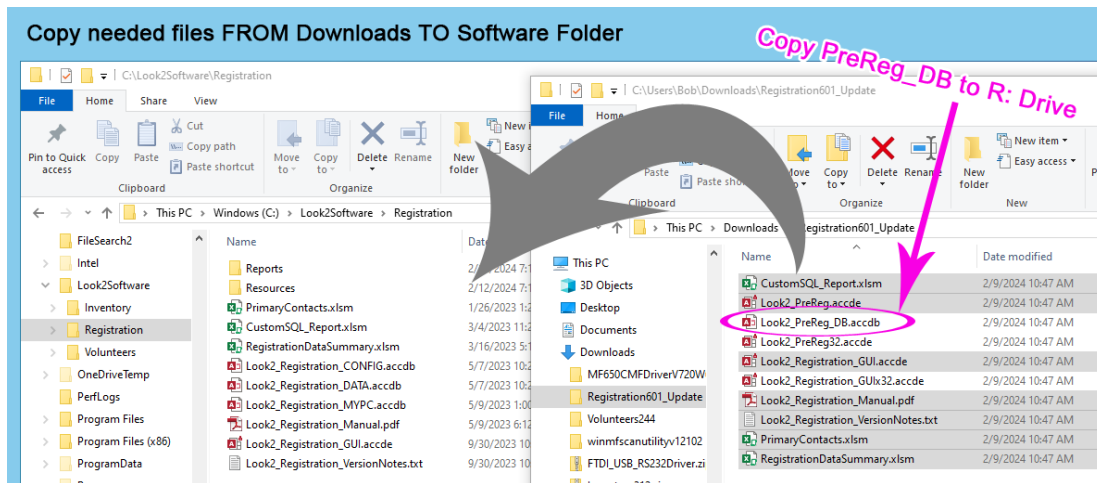 Copy needed files FROM Downloads TO Software Folder
Copy PreReg_DB to R: Drive
C:\Look2Software\Registration
File Home Share View
Pin to Quick access
Copy
Paste
Cut
Copy path
Paste shortcut
Clipboard
Move to
Copy to
Delete
Rename
Organize
New folder
New
Easy
This PC > Windows (C:) > Look2Software > Registration
FileSearch2
Intel
Look2Software
Inventory
Registration
Volunteers
OneDriveTemp
PerfLogs
Program Files
Program Files (x86)
ProgramData
Name
Reports
Resources 2/12/2024
PrimaryContacts.xlsm 1/26/2023
CustomSQL_Report.xlsm 3/4/2023
RegistrationDataSummary.xlsm 3/16/2023
Look2_Registration_CONFIG.accdb 5/7/2023
Look2_Registration_DATA.accdb 5/7/2023
Look2_Registration_MYPC.accdb 5/9/2023
Look2_Registration_Manual.pdf 5/9/2023
Look2_Registration_GUI.accde 9/30/2023
Look2_Registration_VersionNotes.txt 9/30/2023
C:\Users\Bob\Downloads\Registration601_Update
File
Paste
Clipboard
Copy to
Delete
Organize
New folder
New item
Easy access
New
This PC > Downloads
This PC
3D Objects
Desktop
Documents
Downloads
MF650CMFDriverV720W
Registration601_Update
Volunteers244
winmfscanutilityv12102
FTDI_USB_RS232Driver.zi
Name Date modified
CustomSQL_Report.xlsm 2/9/2024 10:47 AM
Look2_PreReg.accde 2/9/2024 10:47 AM
Look2_PreReg_DB.accdb 2/9/2024 10:47 AM
Look2_PreReg32.accde 2/9/2024 10:47 AM
Look2_Registration_GUI.accde 2/9/2024 10:47 AM
Look2_Registration_GUIx32.accde 2/9/2024 10:47 AM
Look2_Registration_Manual.pdf 2/9/2024 10:47 AM
Look2_Registration_VersionNotes.txt 2/9/2024 10:47 AM
PrimaryContacts.xlsm 2/9/2024 10:47 AM
RegistrationDataSummary.xlsm 2/9/2024 10:47 AM